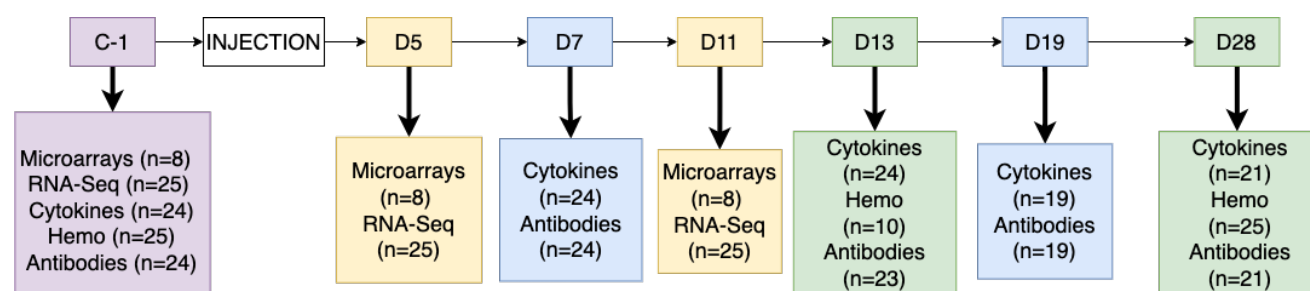 C-1
INJECTION
D5
D7
D11
D13
D19
D28
Microarrays (n=8)
RNA-Seq (n=25)
Cytokines (n=24)
Hemo (n=25)
Antibodies (n=24)
Microarrays
(n=8)
RNA-Seq
(n=25)
Cytokines
(n=24)
Antibodies
(n=24)
Microarrays
(n=8)
RNA-Seq
(n=25)
Cytokines
(n=24)
Hemo
(n=10)
Antibodies
(n=23)
Cytokines
(n=19)
Antibodies
(n=19)
Cytokines
(n=21)
Hemo
(n=25)
Antibodies
(n=21)